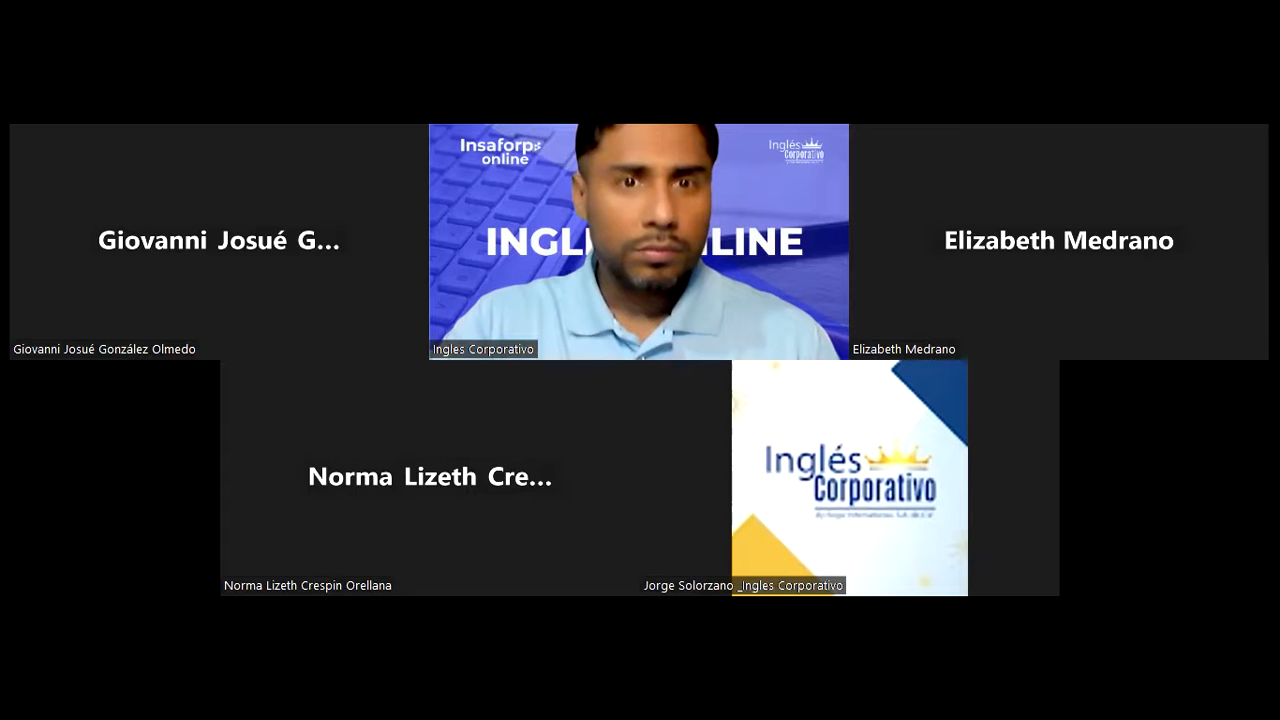 Giovanni Josué G...
Giovanni Josué González Olmedo
Insaforp
online
Inglés
Corporativo
INGL LINE
Ingles Corporativo
Elizabeth Medrano
Elizabeth Medrano
Norma Lizeth Cre...
Norma Lizeth Crespin Orellana
Inglés
Corporativo
Jorge Solorzano _Ingles Corporativo